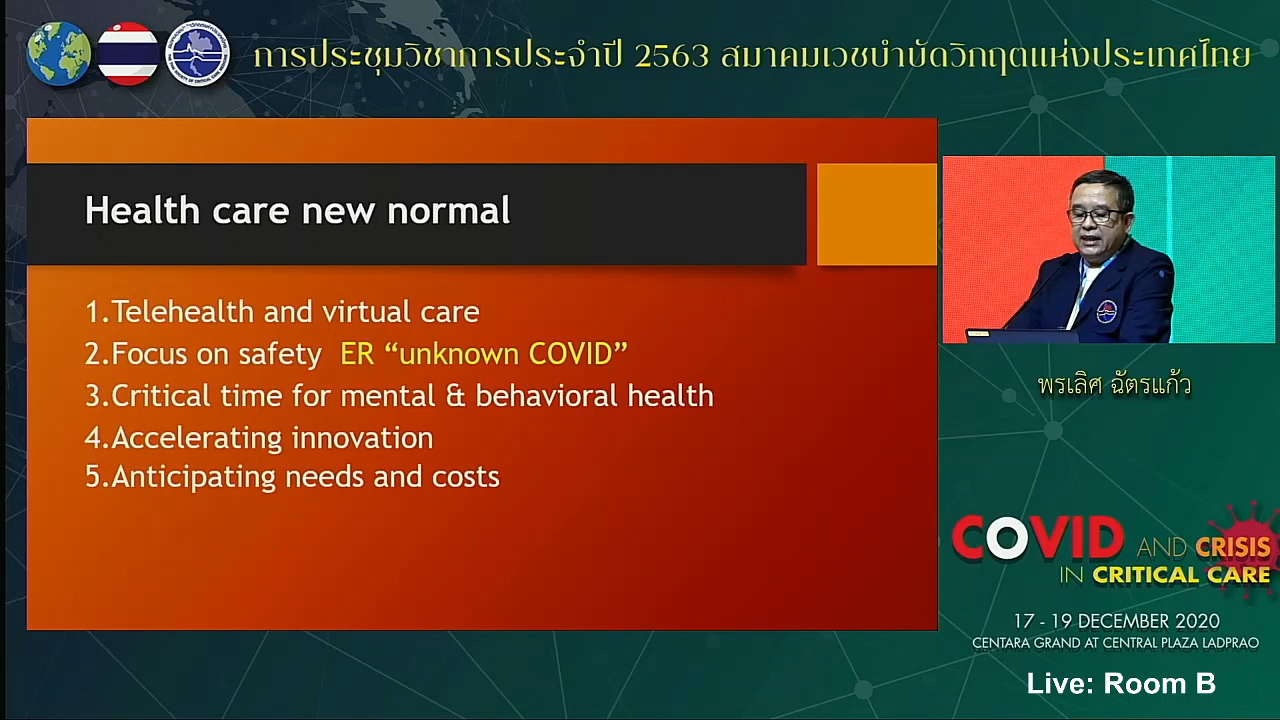 การประชุมวิชาการประจำปี 2563 สมาคมเวชบำบัดวิกฤตแห่งประเทศไทย
Health care new normal
1.Telehealth and virtual care
2.Focus on safety ER “unknown COVID”
3.Critical time for mental & behavioral health
4.Accelerating innovation
5.Anticipating needs and costs
พรเลิศ ฉัตรแก้ว
COVID AND CRISIS
IN CRITICAL CARE
17 - 19 DECEMBER 2020
CENTARA GRAND AT CENTRAL PLAZA LADPRAO
Live: Room B